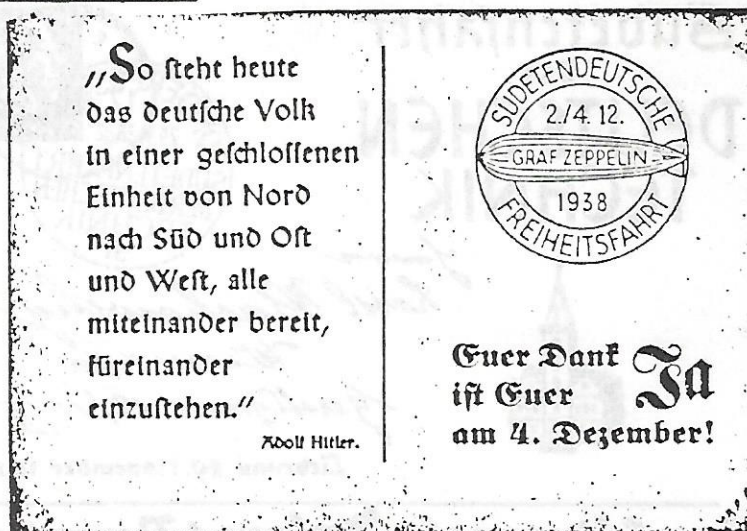 „So steht heute
das deutsche Volk
in einer geschlossenen
Einheit von Nord
nach Süd und Ost
und West, alle
miteinander bereit,
füreinander
einzustehen."
Adolf Hitler.
SUDETENDEUTSCHE
2./4. 12.
GRAF ZEPPELIN
1938
FREIHEITSFAHRT
Euer Dank
ist Euer Ja
am 4. Dezember!